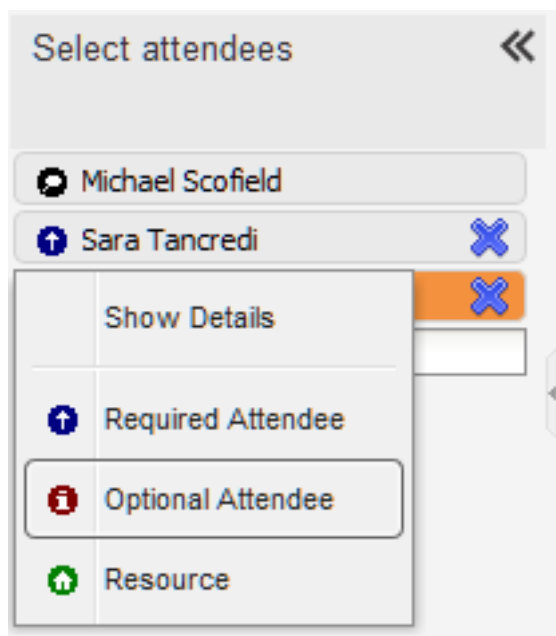 Select attendees
Michael Scofield
Sara Tancredi
Show Details
Required Attendee
Optional Attendee
Resource